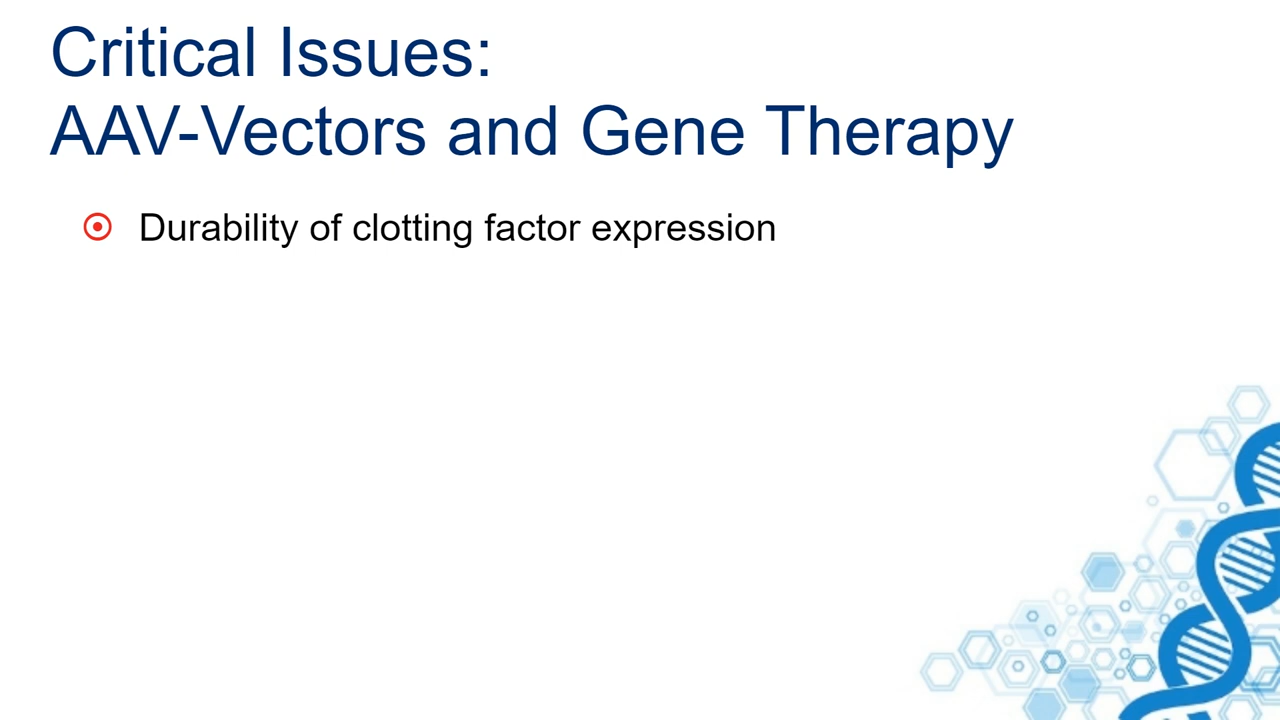 Critical Issues:
AAV-Vectors and Gene Therapy
Durability of clotting factor expression